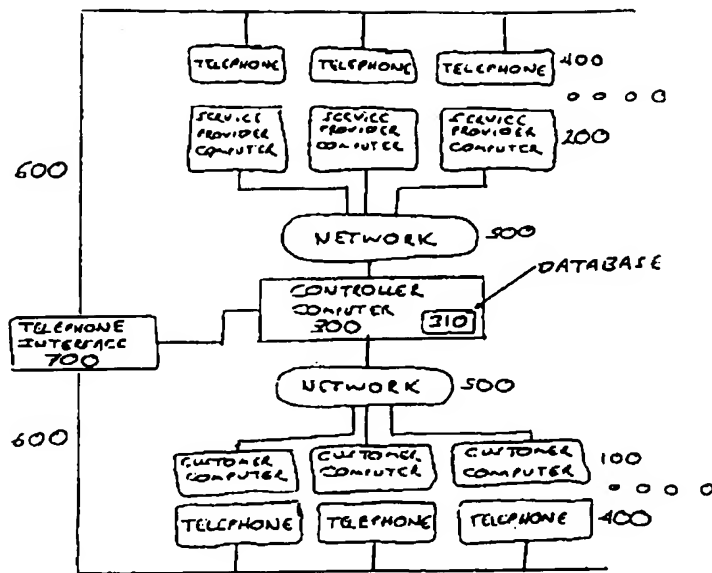 TELEPHONE TELEPHONE TELEPHONE 400
SERVICE PROVIDER COMPUTER
SERVICE PROVIDER COMPUTER
SERVICE PROVIDER COMPUTER
200
600
NETWORK 500
DATABASE
CONTROLLER
COMPUTER
300
310
TELEPHONE
INTERFACE
700
NETWORK 500
600
CUSTOMER COMPUTER
CUSTOMER COMPUTER
CUSTOMER COMPUTER
100
TELEPHONE TELEPHONE TELEPHONE 400